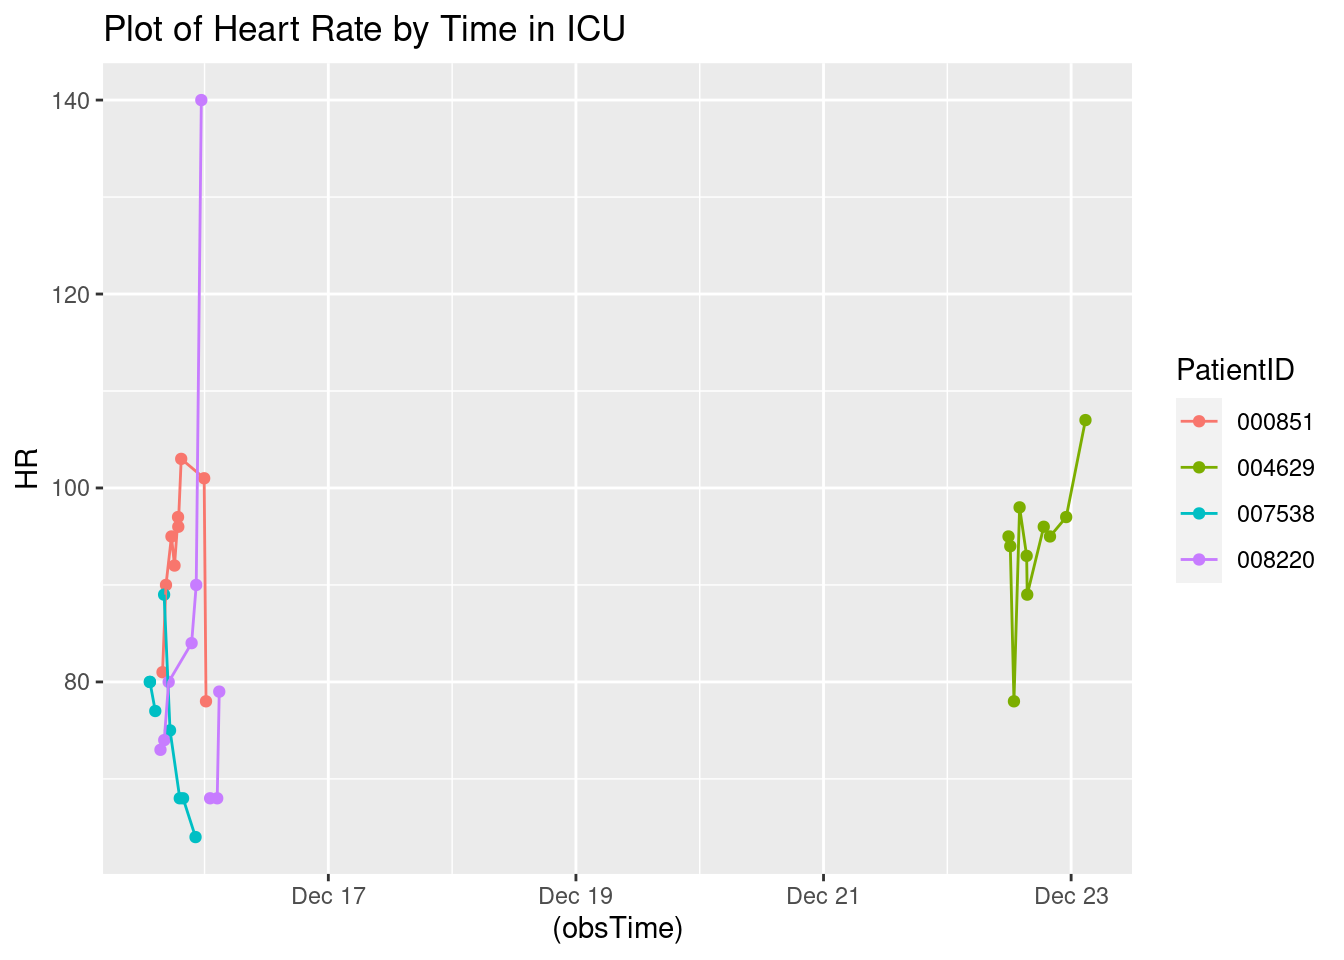 Plot of Heart Rate by Time in ICU
140
120
100
80
HR
Dec 17
Dec 19
Dec 21
Dec 23
(obsTime)
PatientID
000851
004629
007538
008220